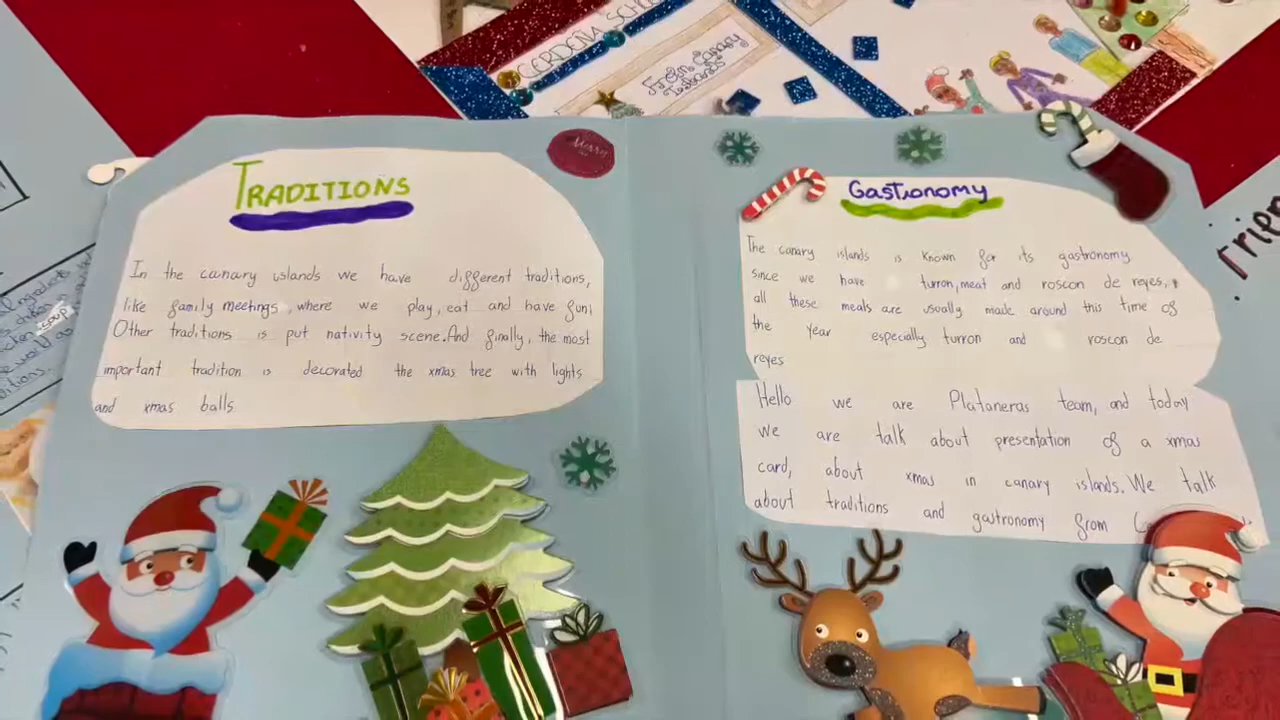 From Canary
Islands
Merry
TRADITIONS
In the canary islands we have different traditions,
like family meetings, where we play, eat and have fun!
Other traditions is put nativity scene. And finally, the most
important tradition is decorated the xmas tree with lights
and xmas balls
Gastronomy
The canary islands is known for its gastronomy
since we have turron, meat and roscon de reyes,
all these meals are usually made around this time of
the year especially turron and roscon de
reyes
Hello we are Plataneras team, and today
we are talk about presentation of a xmas
card, about xmas in canary islands. We talk
about traditions and gastronomy from